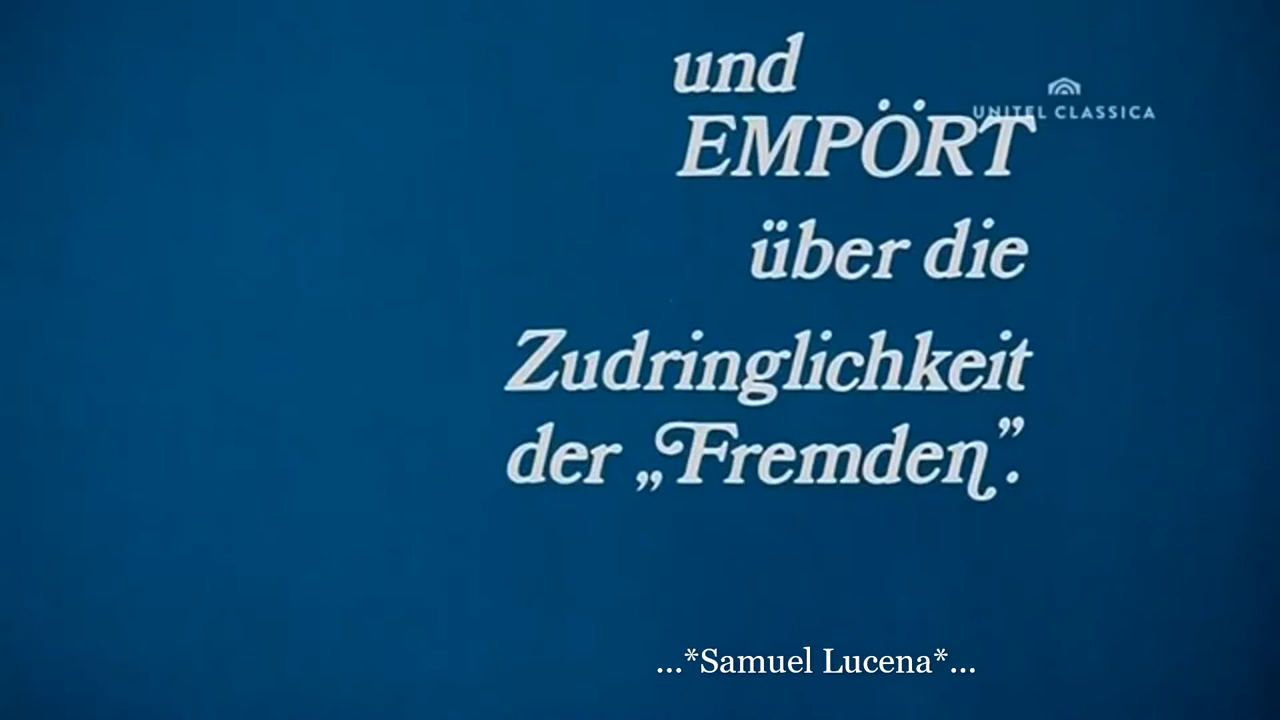 und
UNITEL CLASSICA
EMPÖRT
über die
Zudringlichkeit
der „Fremden”.
...*Samuel Lucena*...